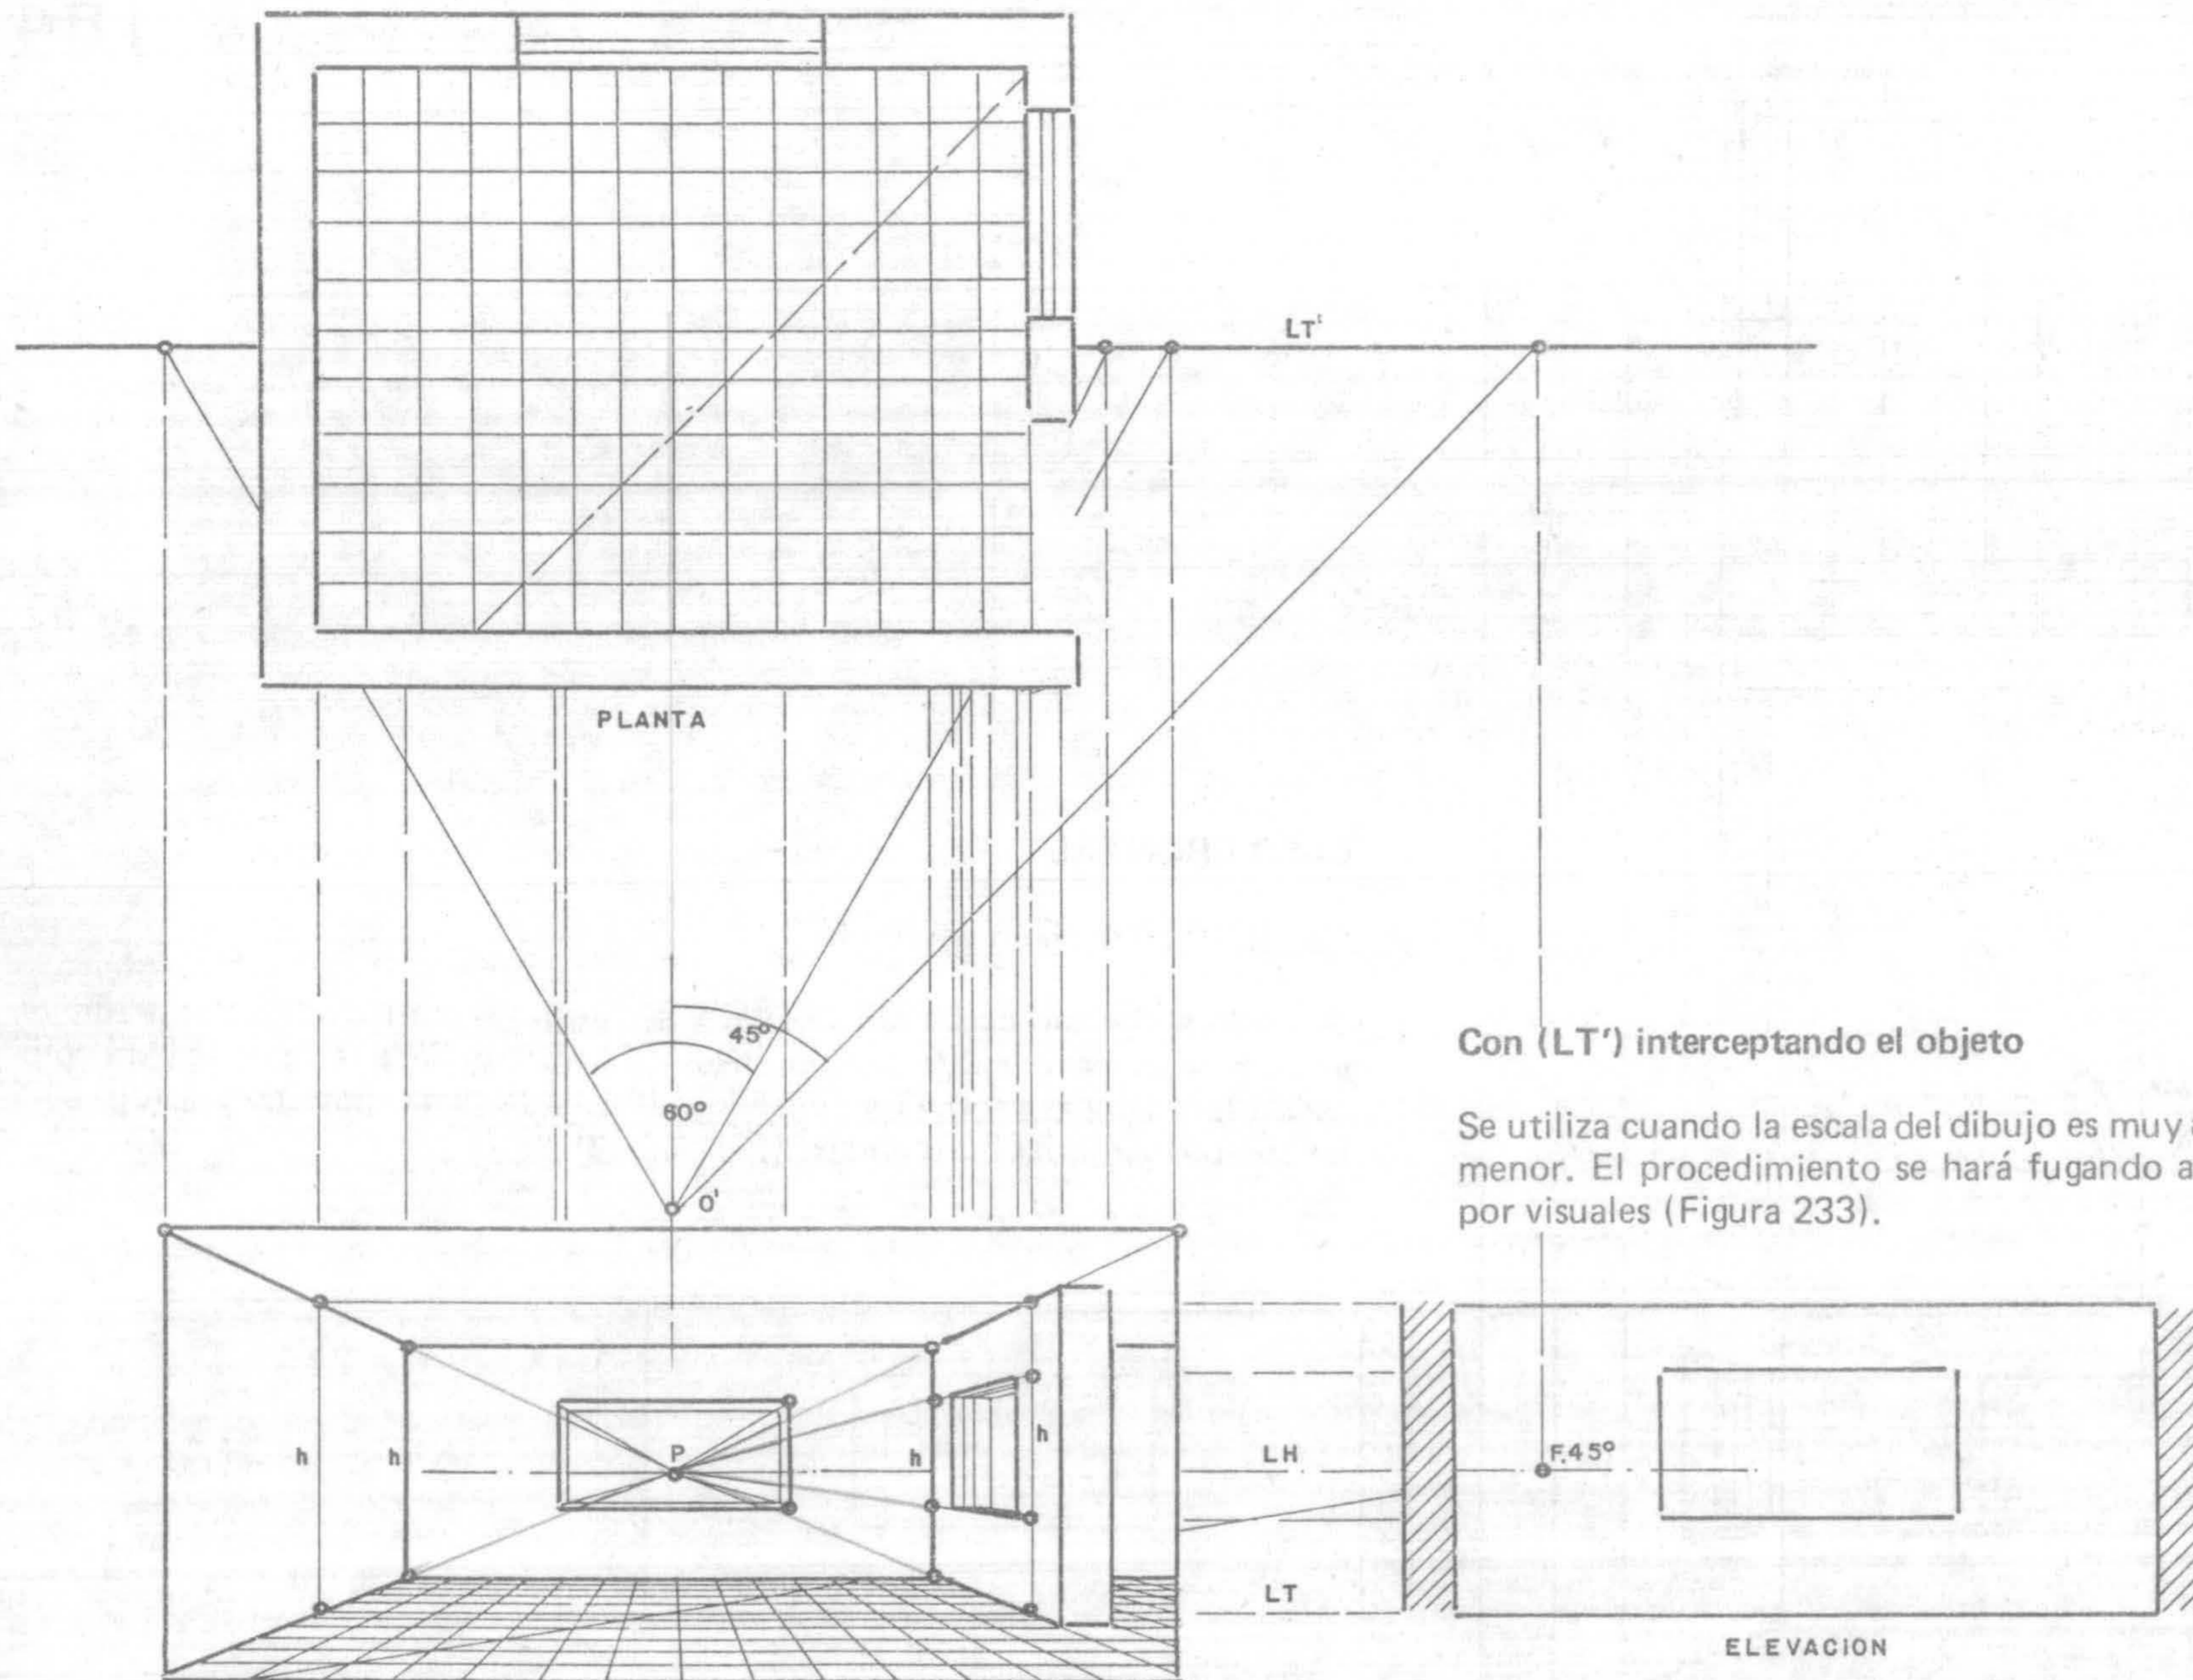 LT'
PLANTA
45°
60°
O'
Con (LT') interceptando el objeto
Se utiliza cuando la escala del dibujo es muy
menor. El procedimiento se hará fugando a
por visuales (Figura 233).
h
h
P
h
h
LH
F.45°
LT
ELEVACION